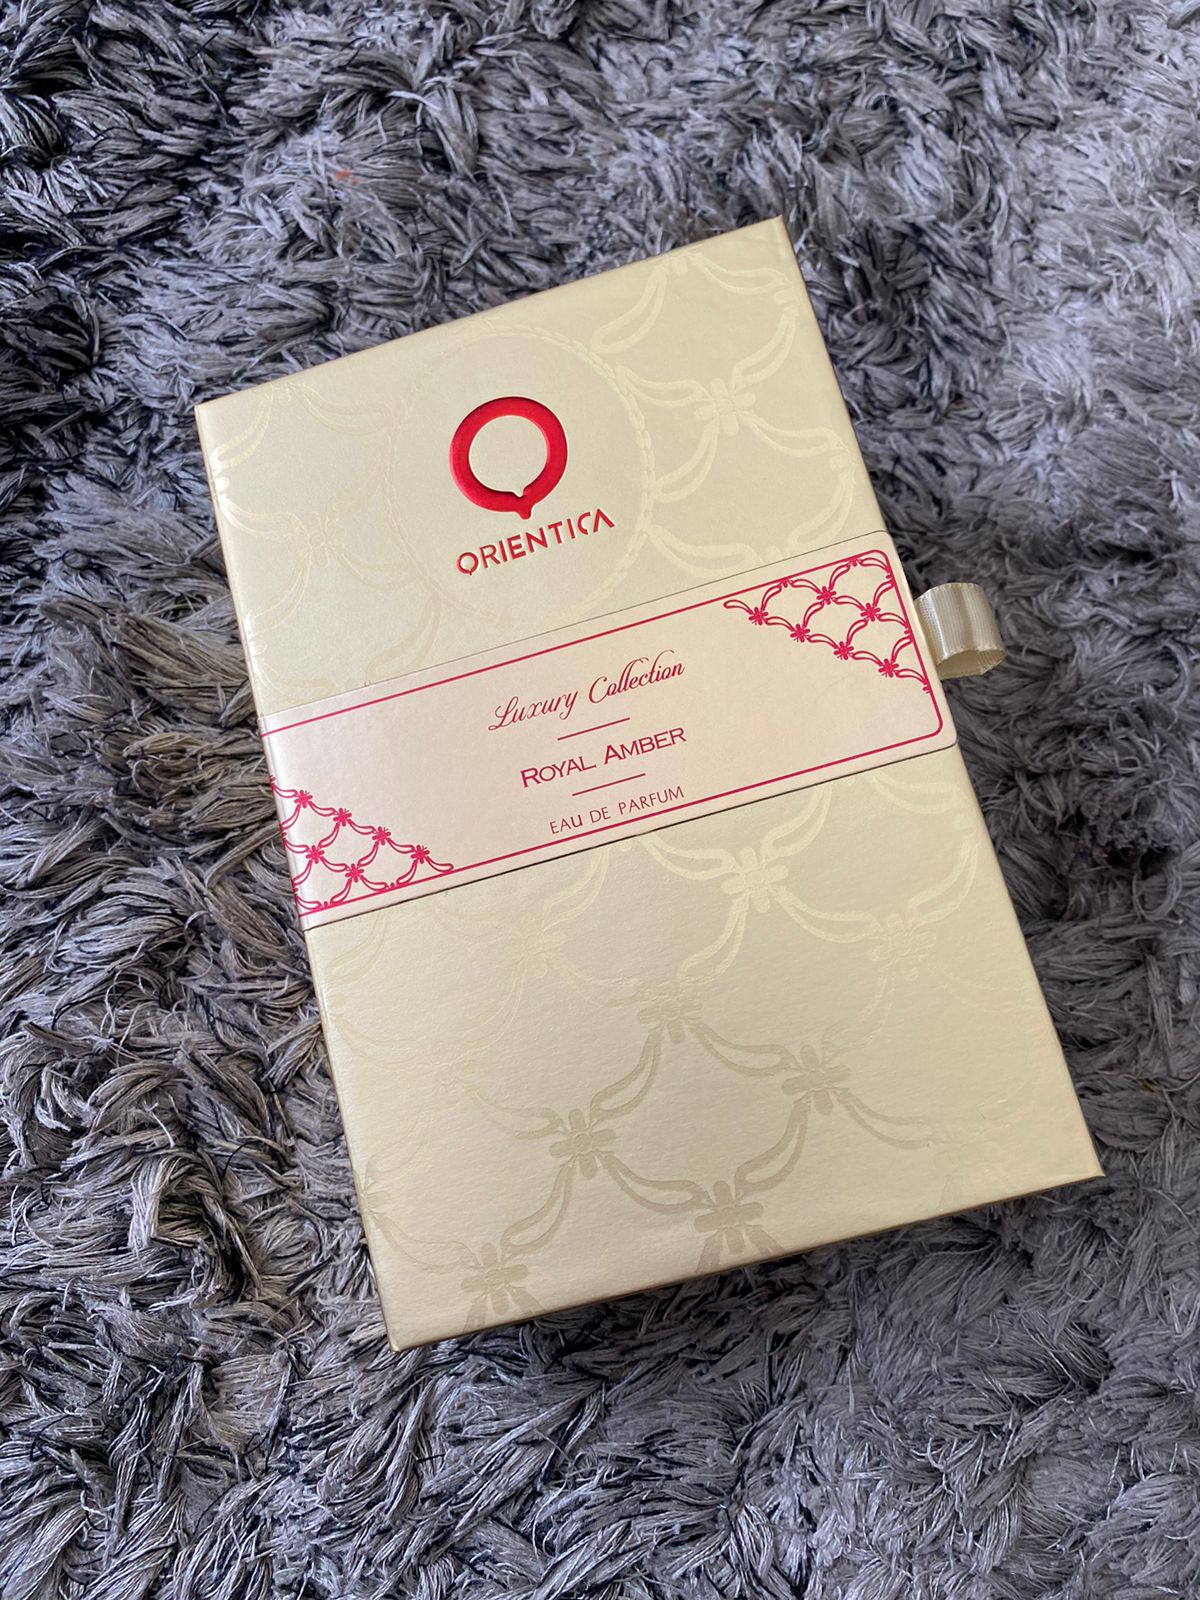 ORIENTICA
Luxury Collection
ROYAL AMBER
EAU DE PARFUM